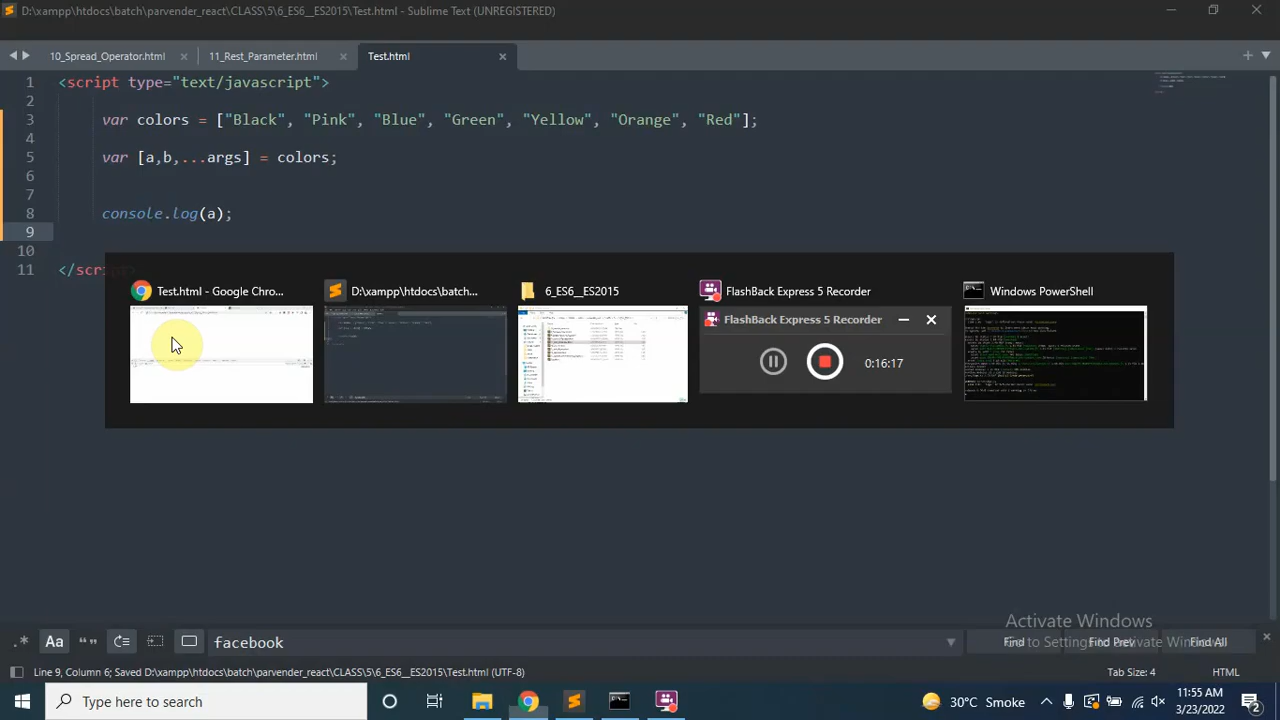 D:\xampp\htdocs\batch\parvender_react\CLASS\5\6_ES6__ES2015\Test.html - Sublime Text (UNREGISTERED)
10_Spread_Operator.html
11_Rest_Parameter.html
Test.html
1 <script type="text/javascript">
2
3 var colors = ["Black", "Pink", "Blue", "Green", "Yellow", "Orange", "Red"];
4
5 var [a,b,...args] = colors;
6
7
8 console.log(a);
9
10
11 </script>
Test.html - Google Chro...
D:\xampp\htdocs\batch...
6_ES6__ES2015
FlashBack Express 5 Recorder
Windows PowerShell
FlashBack Express 5 Recorder
0:16:17
Activate Windows
Go to Settings to activate Windows.
.* Aa “” facebook
Find
Find Prev
Find All
Line 9, Column 6; Saved D:\xampp\htdocs\batch\parvender_react\CLASS\5\6_ES6__ES2015\Test.html (UTF-8)
Tab Size: 4
HTML
Type here to search
30°C Smoke
11:55 AM
3/23/2022
2